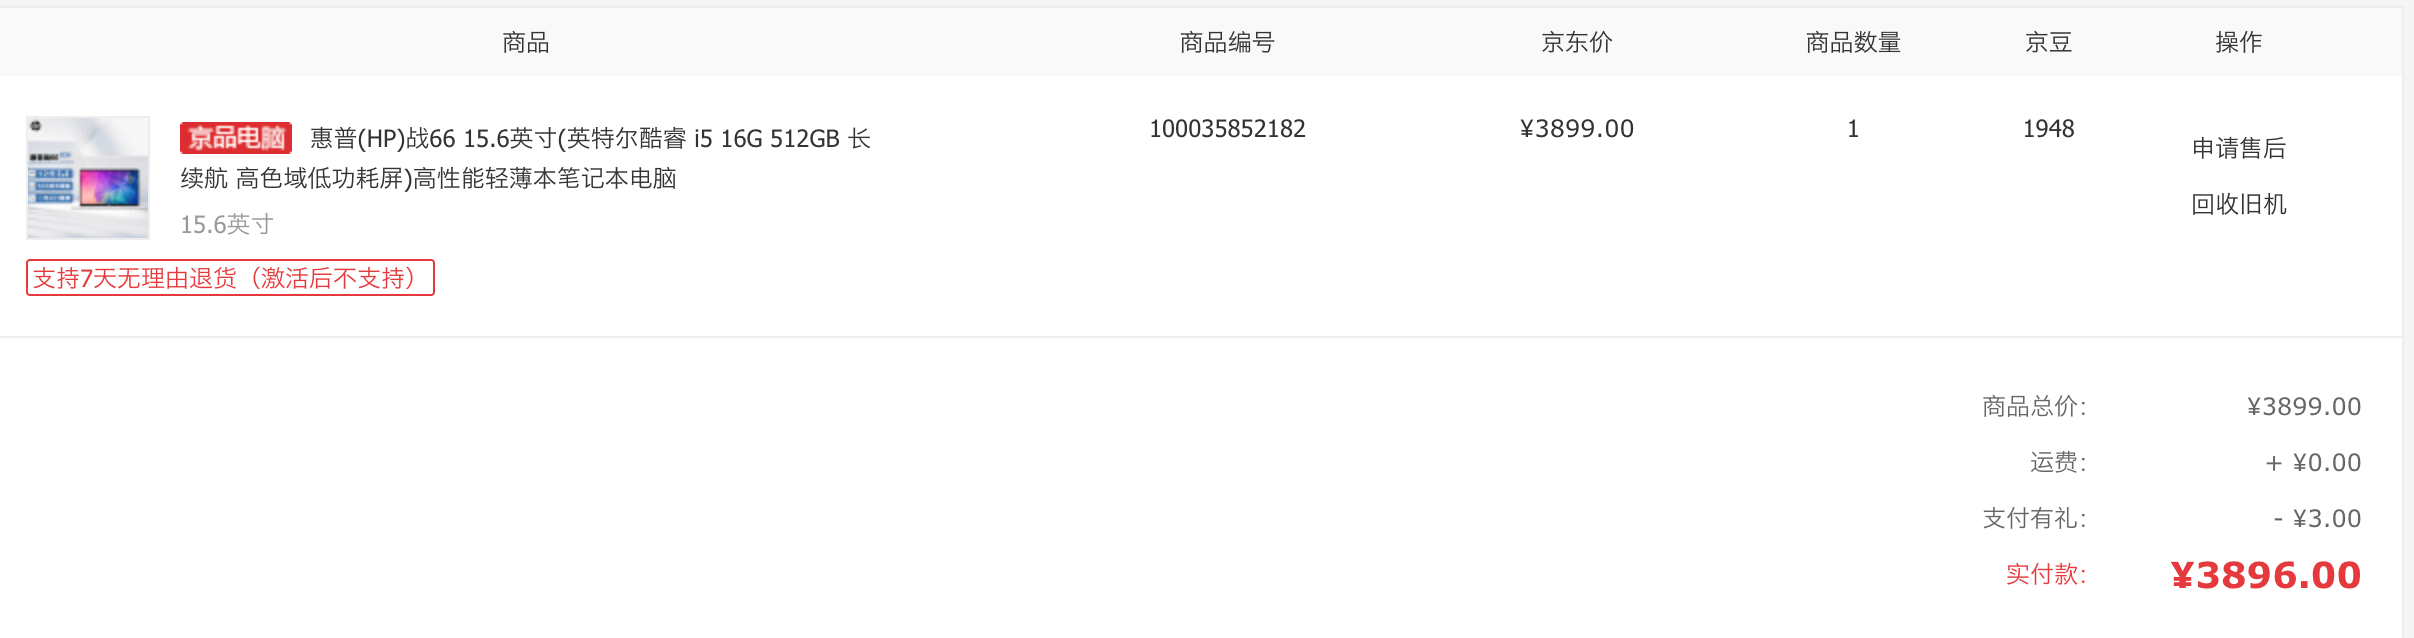 商品 商品编号 京东价 商品数量 京豆 操作
京品电脑 惠普(HP)战66 15.6英寸(英特尔酷睿 i5 16G 512GB 长
续航 高色域低功耗屏)高性能轻薄本笔记本电脑
15.6英寸
100035852182 ¥3899.00 1 1948
申请售后
回收旧机
支持7天无理由退货（激活后不支持）
商品总价： ¥3899.00
运费： + ¥0.00
支付有礼： - ¥3.00
实付款： ¥3896.00